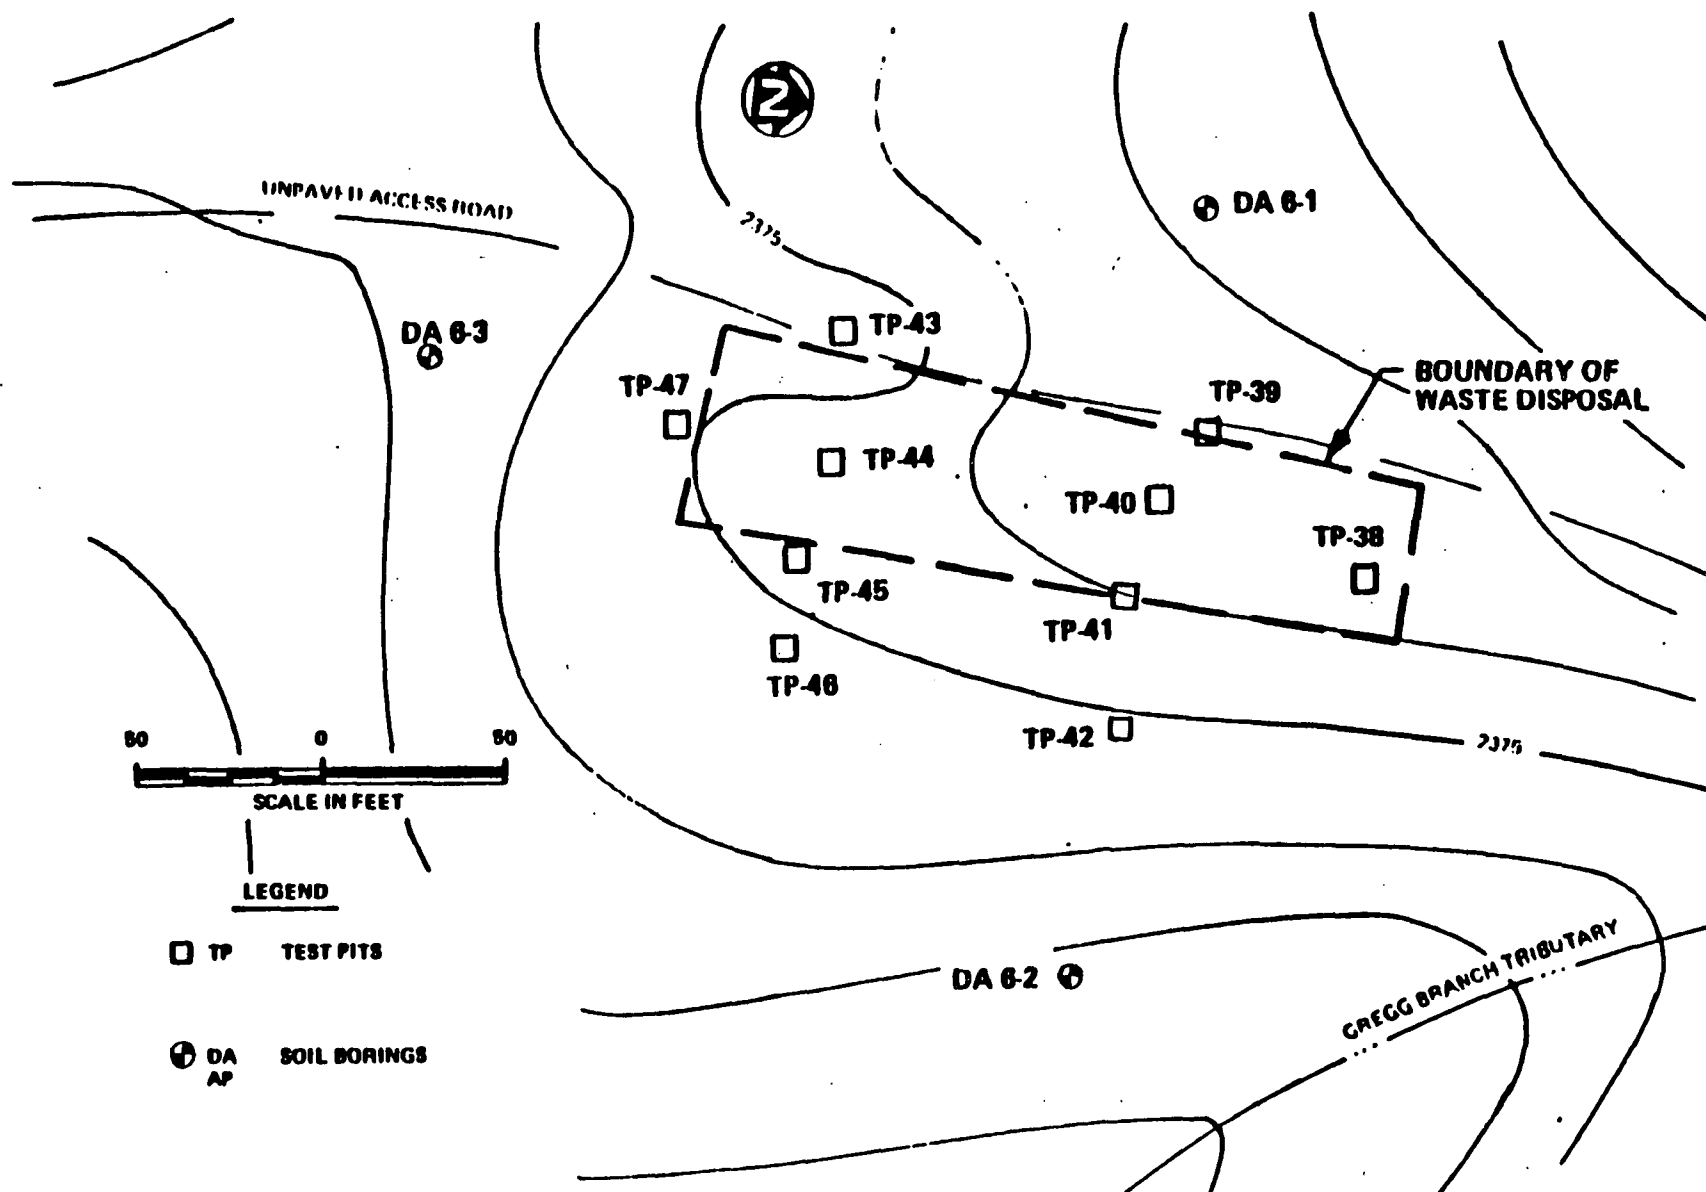 N
UNPAVED ACCESS ROAD
2375
DA 6-1
DA 6-3
TP-43
TP-47
TP-39
BOUNDARY OF
WASTE DISPOSAL
TP-44
TP-40
TP-38
TP-45
TP-41
TP-46
TP-42
2375
50 0 50
SCALE IN FEET
LEGEND
TP TEST PITS
DA SOIL BORINGS
AP
DA 6-2
GREGG BRANCH TRIBUTARY